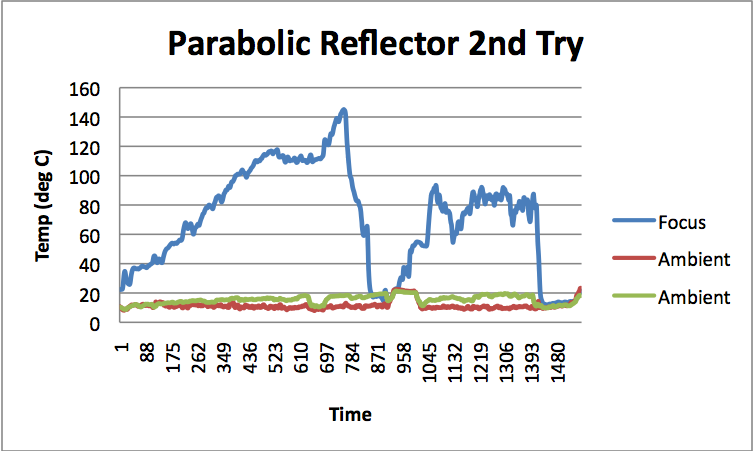 Parabolic Reflector 2nd Try
Temp (deg C)
160
140
120
100
80
60
40
20
0
1 88 175 262 349 436 523 610 697 784 871 958 1045 1132 1219 1306 1393 1480
Time
Focus
Ambient
Ambient